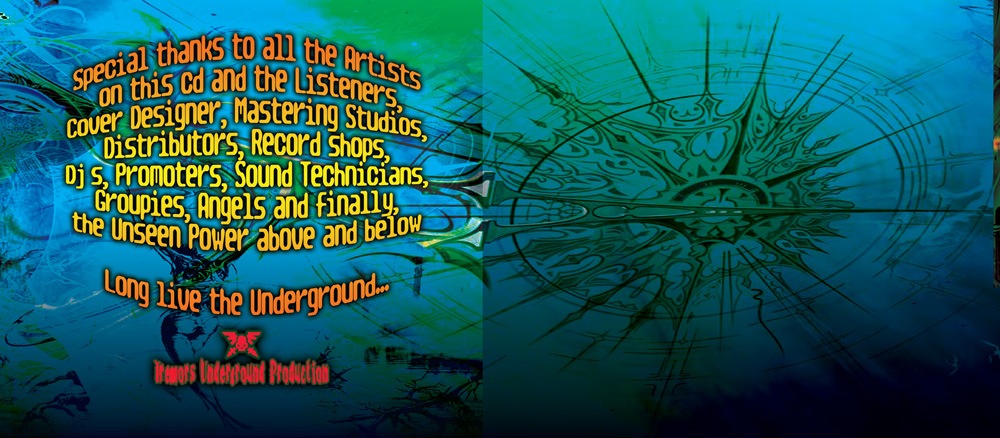 Special thanks to all the Artists
on this Cd and the Listeners,
Cover Designer, Mastering Studios,
Distributors, Record Shops,
Dj s, Promoters, Sound Technicians,
Groupies, Angels and finally,
the Unseen Power above and below
Long live the Underground...
Tremors Underground Production